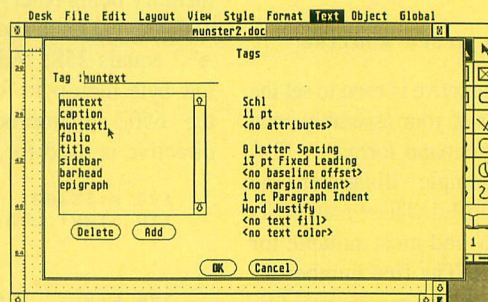 Desk File Edit Layout View Style Format Text Object Global
munster2.doc
Tags
Tag :muntext
muntext
caption
muntext1
folio
title
sidebar
barhead
epigraph
Delete Add
Schl
11 pt
<no attributes>
0 Letter Spacing
13 pt Fixed Leading
<no baseline offset>
<no margin indent>
1 pc Paragraph Indent
Word Justify
<no text fill>
<no text color>
OK Cancel
1